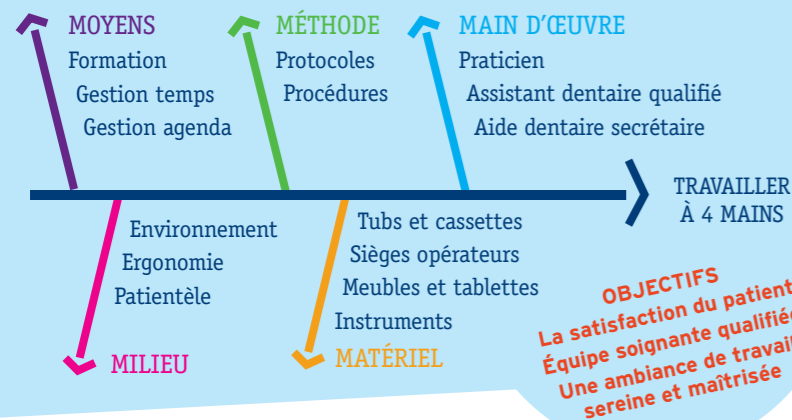 MOYENS
Formation
Gestion temps
Gestion agenda
MÉTHODE
Protocoles
Procédures
MAIN D’ŒUVRE
Praticien
Assistant dentaire qualifié
Aide dentaire secrétaire
TRAVAILLER
À 4 MAINS
Environnement
Ergonomie
Patientèle
MILIEU
Tubs et cassettes
Sièges opérateurs
Meubles et tablettes
Instruments
MATÉRIEL
OBJECTIFS
La satisfaction du patient
Équipe soignante qualifiée
Une ambiance de travail
sereine et maîtrisée